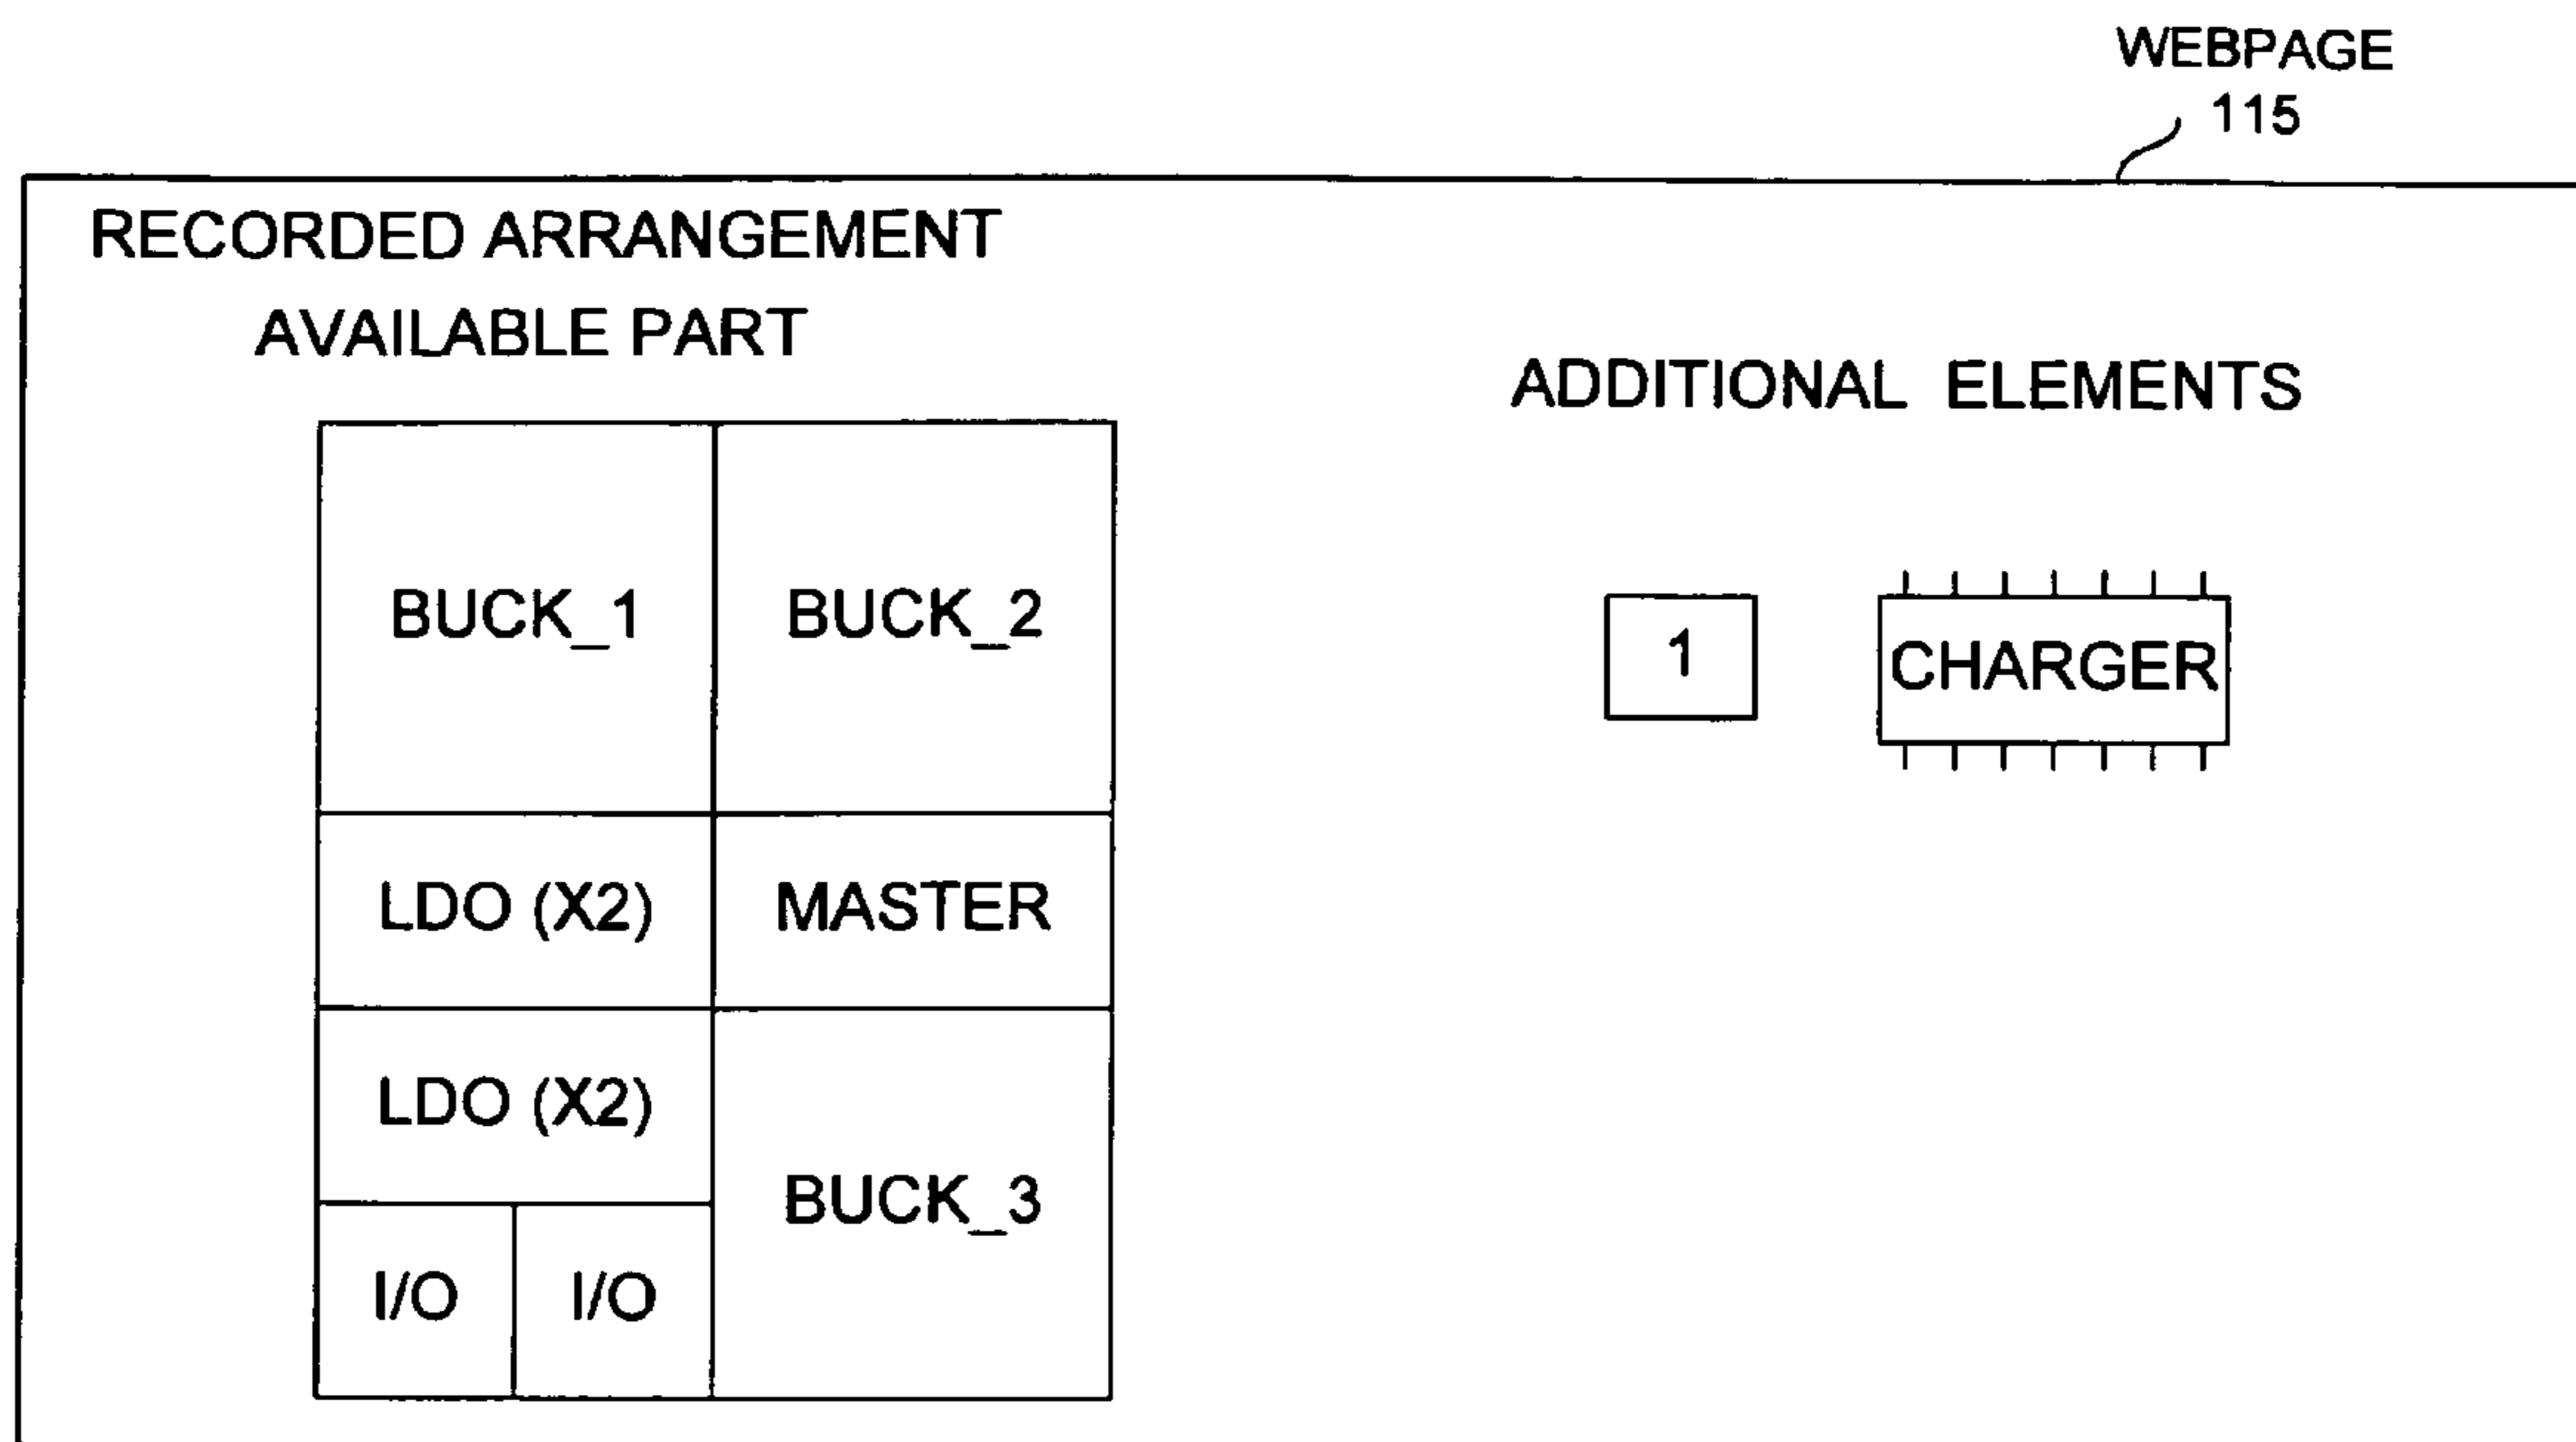 WEBPAGE
115
RECORDED ARRANGEMENT
AVAILABLE PART
ADDITIONAL ELEMENTS
BUCK_1
BUCK_2
1
CHARGER
LDO (X2)
MASTER
LDO (X2)
BUCK_3
I/O
I/O